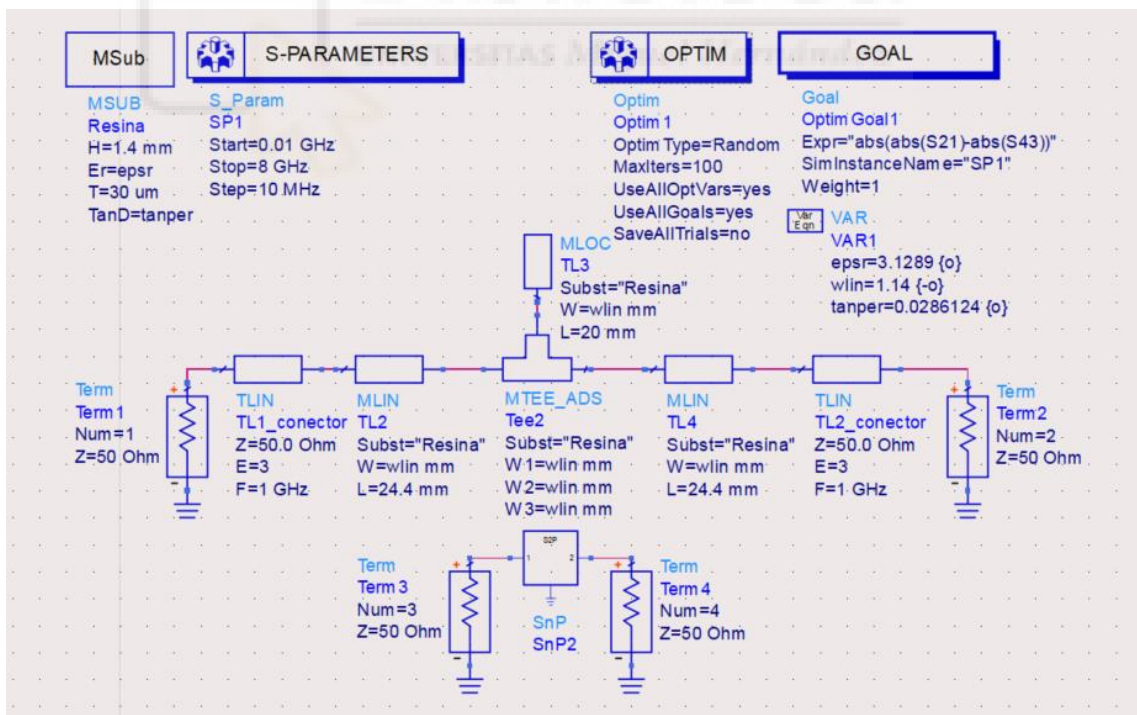 MSub
S-PARAMETERS
OPTIM
GOAL
MSUB
Resina
H=1.4 mm
Er=epsr
T=30 um
TanD=tanper
S_Param
SP1
Start=0.01 GHz
Stop=8 GHz
Step=10 MHz
Optim
Optim1
OptimType=Random
MaxIters=100
UseAllOptVars=yes
UseAllGoals=yes
SaveAllTrials=no
Goal
OptimGoal1
Expr="abs(abs(S21)-abs(S43))"
SimInstanceName="SP1"
Weight=1
Var
Eqn
VAR
VAR1
epsr=3.1289 {o}
wlin=1.14 {-o}
tanper=0.0286124 {o}
MLOC
TL3
Subst="Resina"
W=wlin mm
L=20 mm
Term
Term1
Num=1
Z=50 Ohm
TLIN
TL1_conector
Z=50.0 Ohm
E=3
F=1 GHz
MLIN
TL2
Subst="Resina"
W=wlin mm
L=24.4 mm
MTEE_ADS
Tee2
Subst="Resina"
W1=wlin mm
W2=wlin mm
W3=wlin mm
MLIN
TL4
Subst="Resina"
W=wlin mm
L=24.4 mm
TLIN
TL2_conector
Z=50.0 Ohm
E=3
F=1 GHz
Term
Term2
Num=2
Z=50 Ohm
Term
Term3
Num=3
Z=50 Ohm
1
S2P
2
SnP
SnP2
Term
Term4
Num=4
Z=50 Ohm